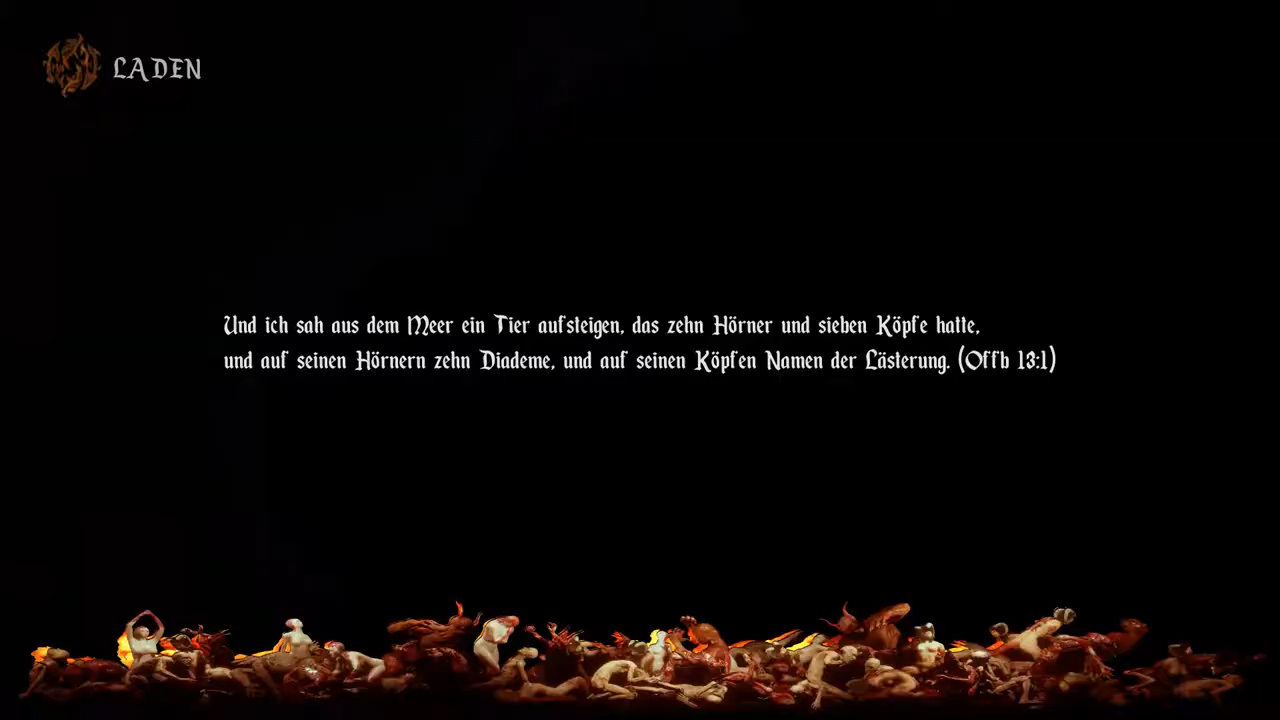 LADEN
Und ich sah aus dem Meer ein Tier aufsteigen, das zehn Hörner und sieben Köpfe hatte,
und auf seinen Hörnern zehn Diademe, und auf seinen Köpfen Namen der Lästerung. (Offb 13:1)